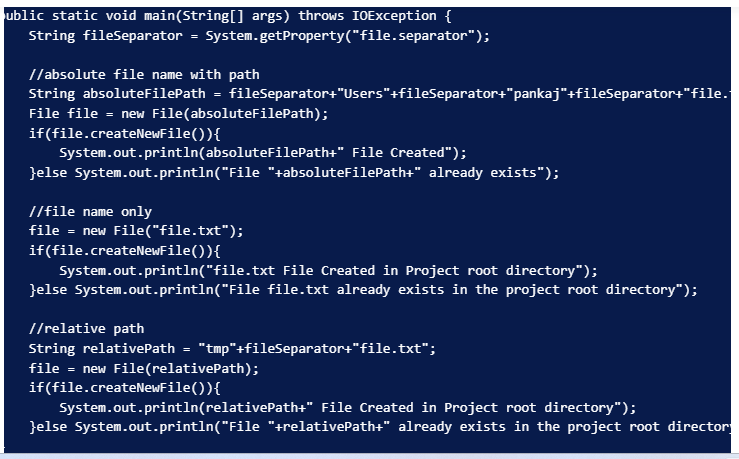 public static void main(String[] args) throws IOException {
String fileSeparator = System.getProperty("file.separator");
//absolute file name with path
String absoluteFilePath = fileSeparator+"Users"+fileSeparator+"pankaj"+fileSeparator+"file.
File file = new File(absoluteFilePath);
if(file.createNewFile()){
System.out.println(absoluteFilePath+" File Created");
}else System.out.println("File "+absoluteFilePath+" already exists");
//file name only
file = new File("file.txt");
if(file.createNewFile()){
System.out.println("file.txt File Created in Project root directory");
}else System.out.println("File file.txt already exists in the project root directory");
//relative path
String relativePath = "tmp"+fileSeparator+"file.txt";
file = new File(relativePath);
if(file.createNewFile()){
System.out.println(relativePath+" File Created in Project root directory");
}else System.out.println("File "+relativePath+" already exists in the project root directory